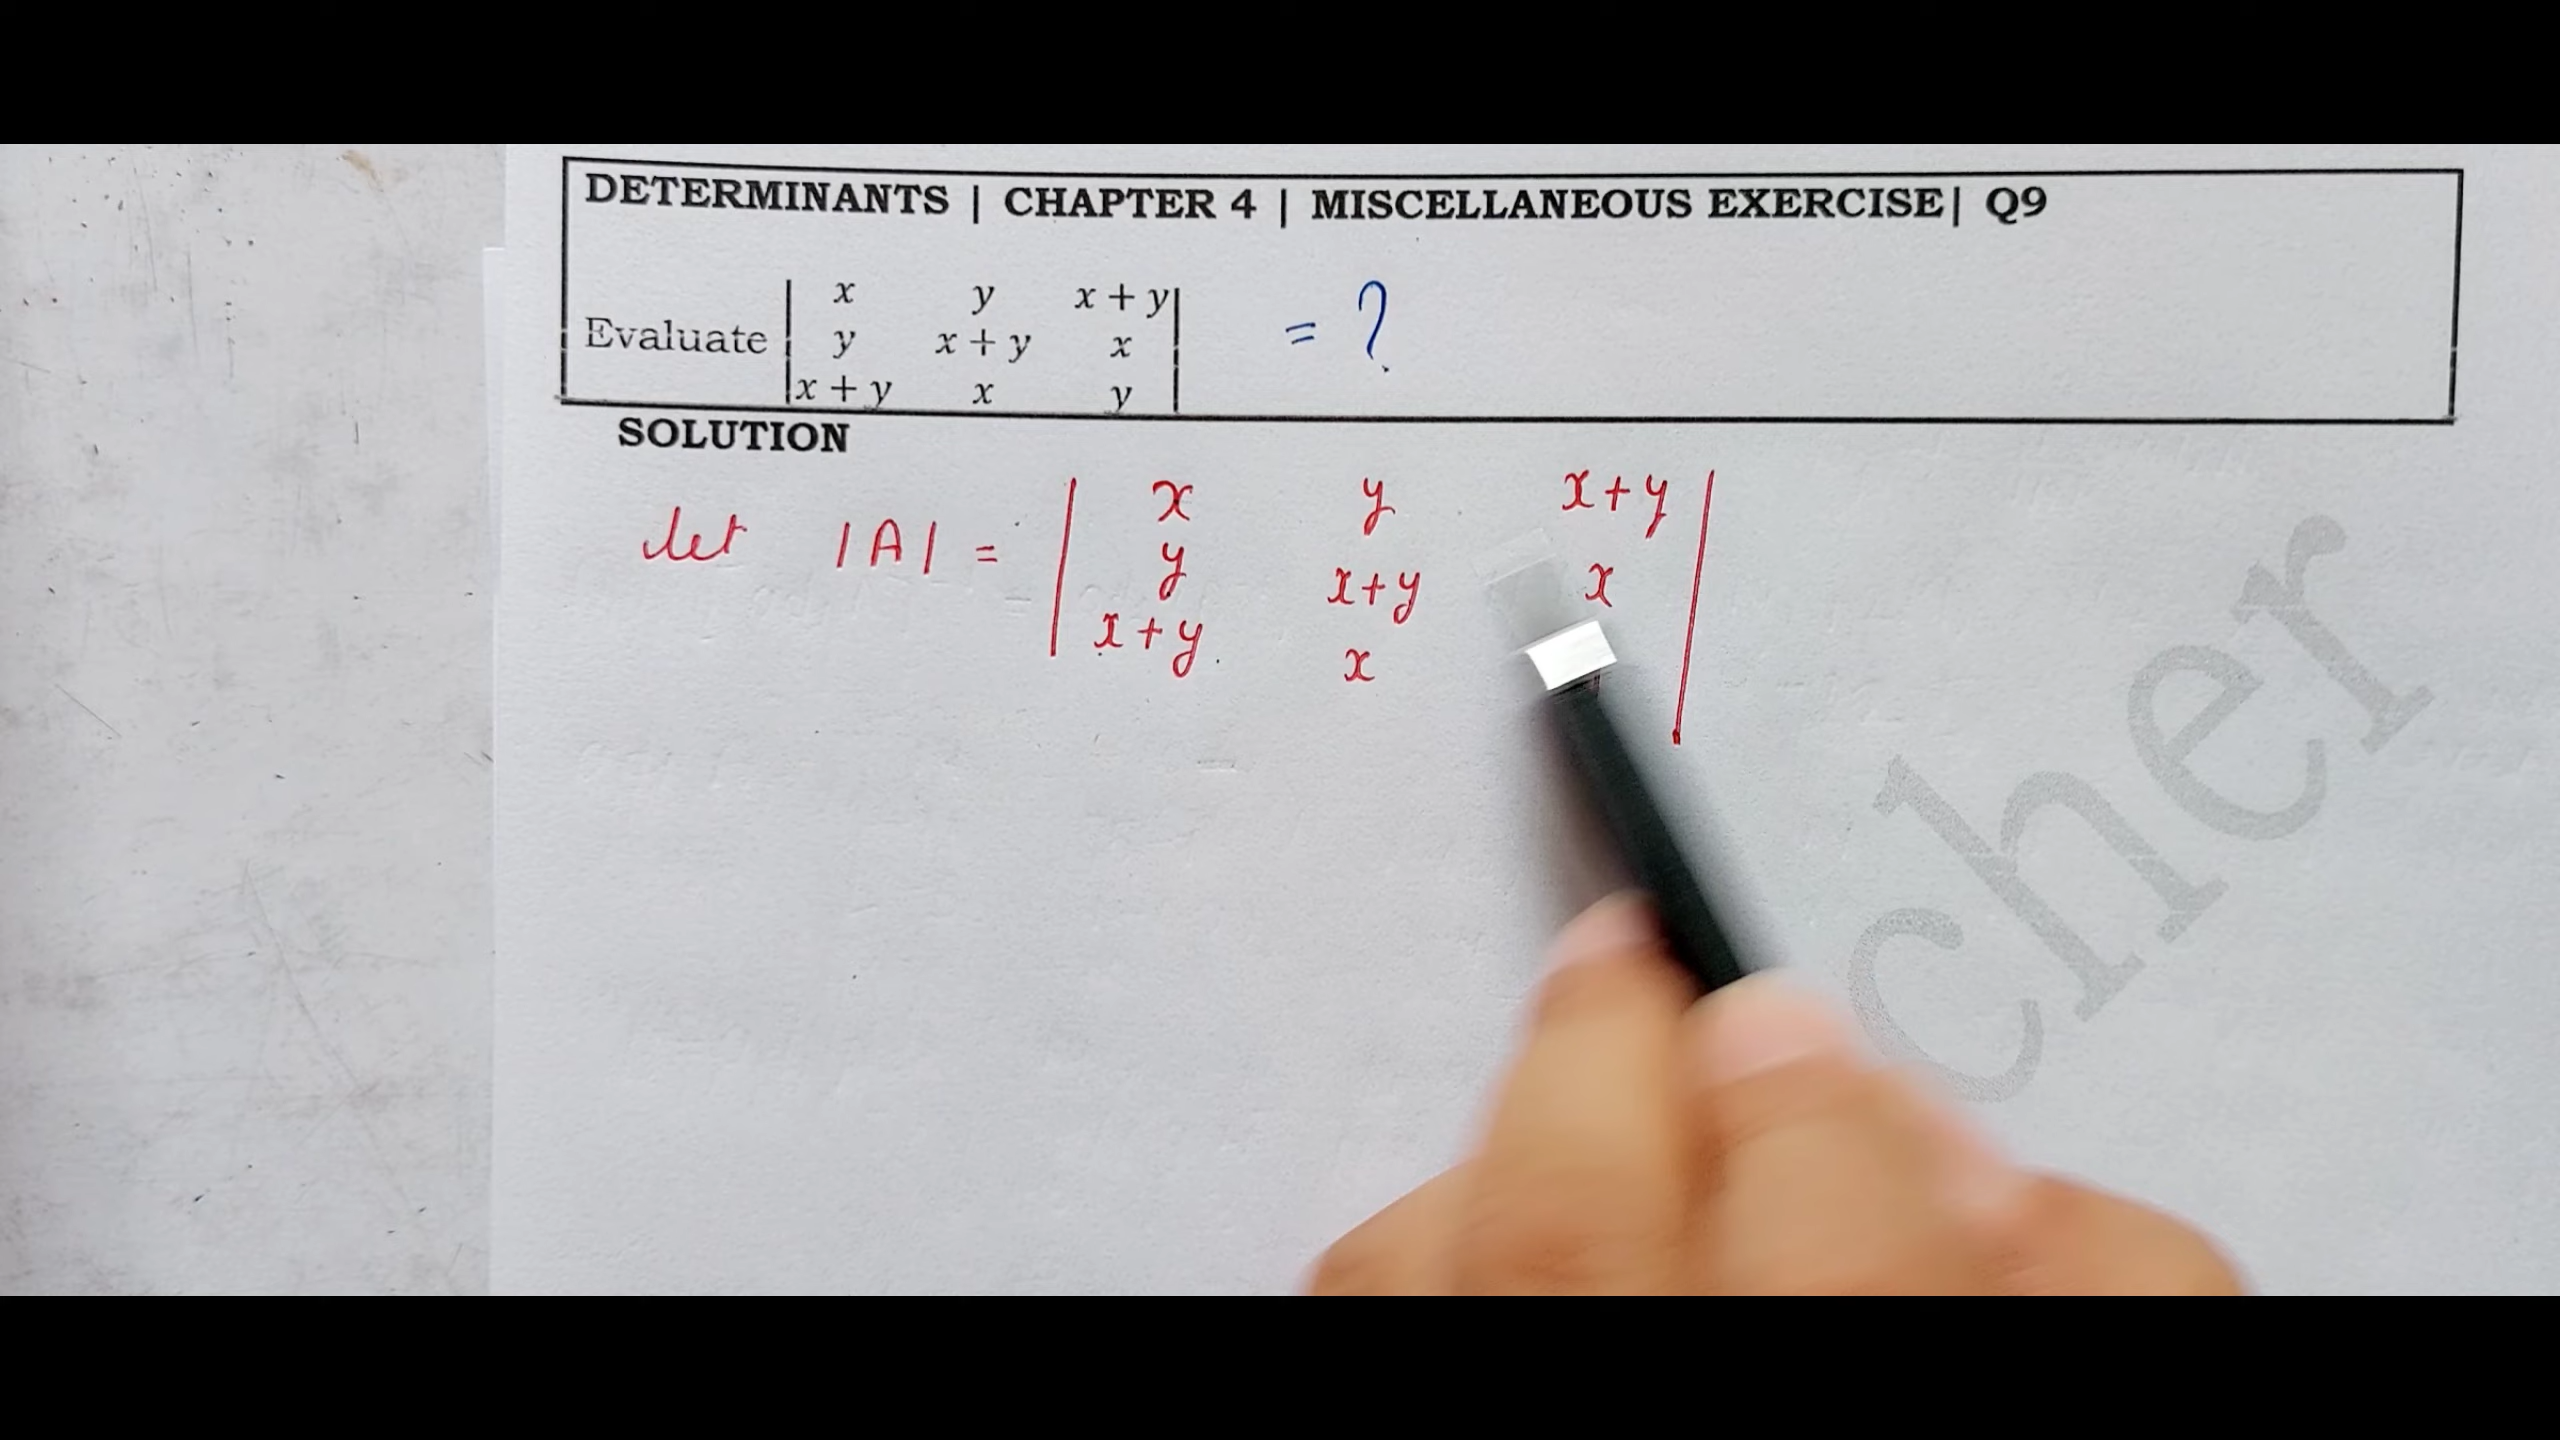 DETERMINANTS | CHAPTER 4 | MISCELLANEOUS EXERCISE| Q9
x y x + y
Evaluate y x + y x = ?
x + y x y
SOLUTION
x y x+y
let |A| = y x+y x
x+y x
cher